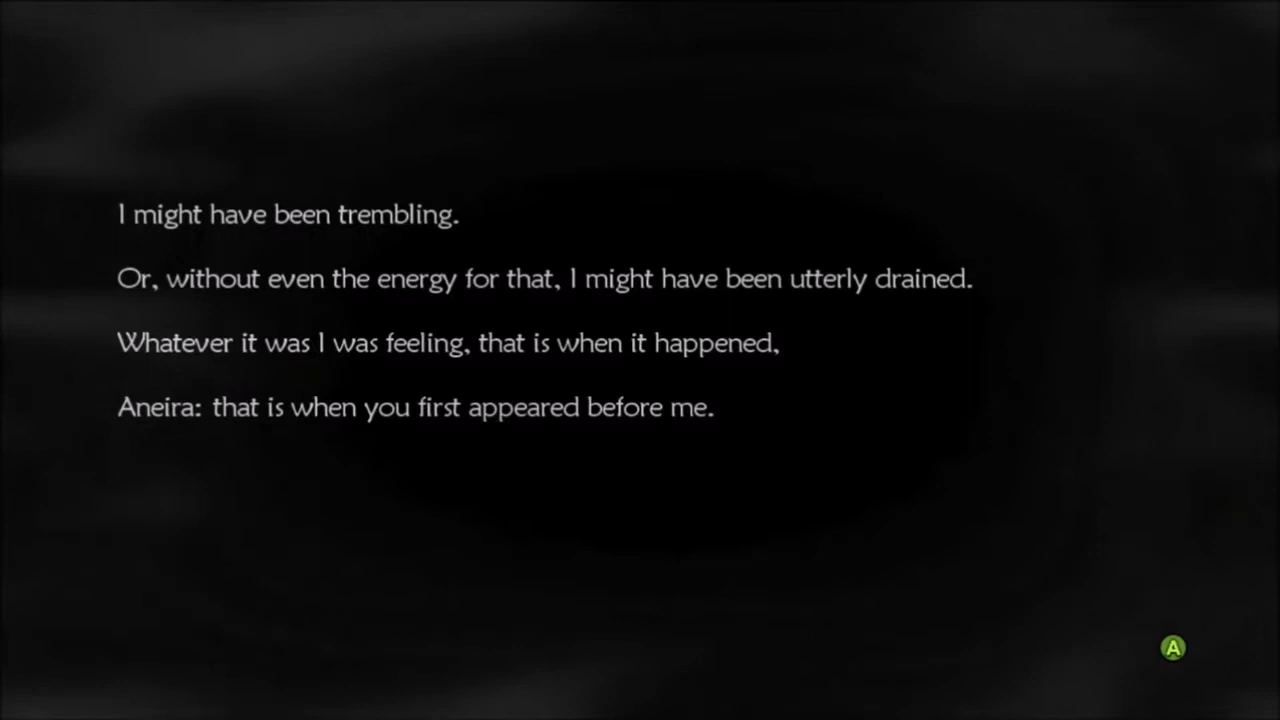 I might have been trembling.
Or, without even the energy for that, I might have been utterly drained.
Whatever it was I was feeling, that is when it happened,
Aneira: that is when you first appeared before me.
A